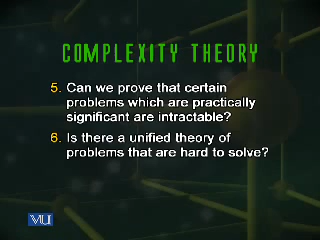 COMPLEXITY THEORY
5. Can we prove that certain
problems which are practically
significant are intractable?
6. Is there a unified theory of
problems that are hard to solve?
VU